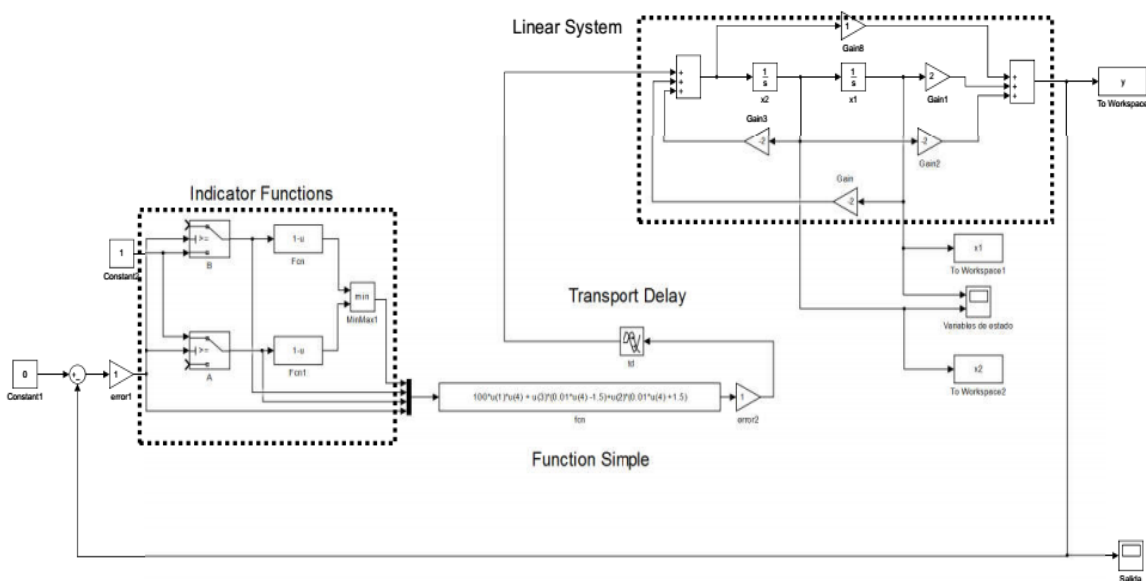 Linear System
1
Gain8
+
+
+
1
s
x2
1
s
x1
2
Gain1
+
+
+
y
To Workspace
Gain3
-2
-2
Gain2
Gain
-2
Indicator Functions
1
Constant2
>=
B
1-u
Fcn
min
MinMax1
>=
A
1-u
Fcn1
0
Constant1
+
-
1
error1
Transport Delay
td
100*u(1)*u(4) + u(3)*(0.01*u(4) -1.5)+u(2)*(0.01*u(4) +1.5)
fcn
1
error2
Function Simple
x1
To Workspace1
Variables de estado
x2
To Workspace2
Salida